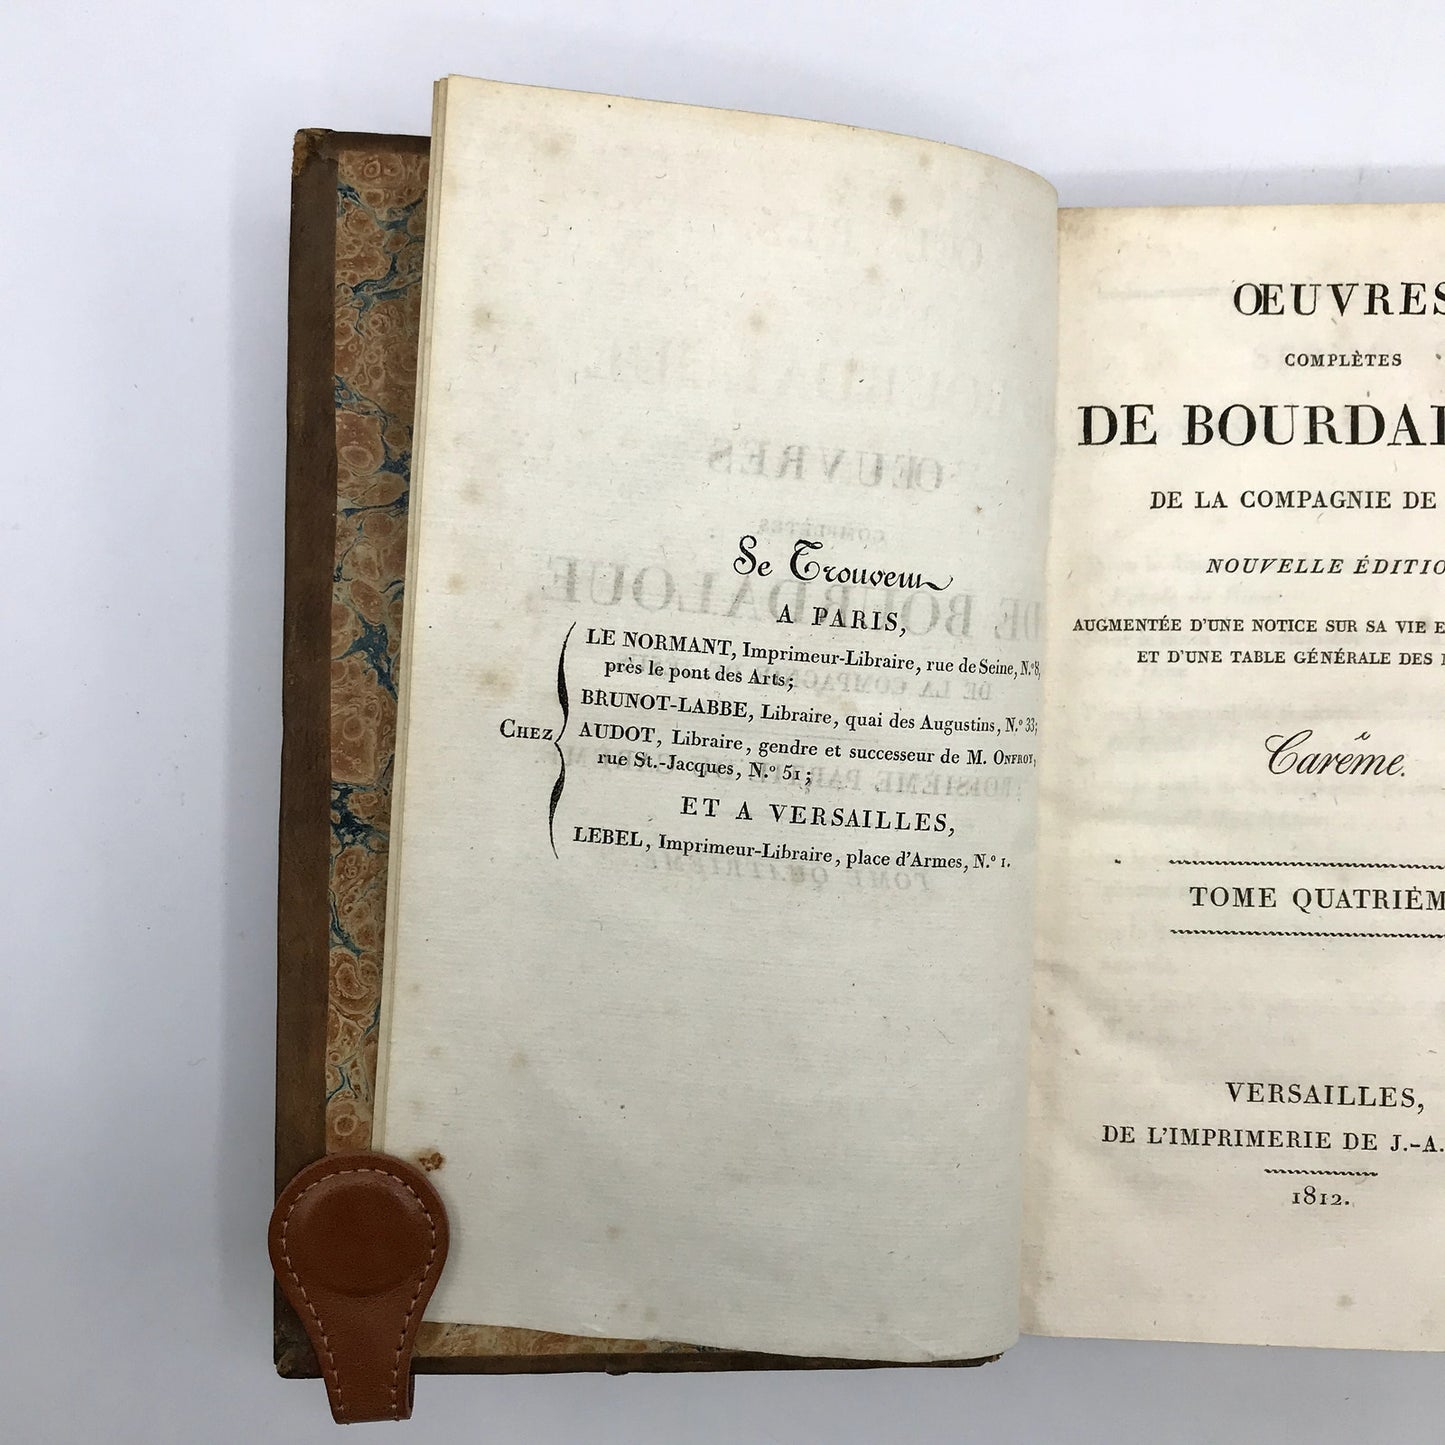 Se Trouvent
A PARIS,
LE NORMANT, Imprimeur-Libraire, rue de Seine, N.º 8,
près le pont des Arts;
BRUNOT-LABBE, Libraire, quai des Augustins, N.º 33;
Chez
AUDOT, Libraire, gendre et successeur de M. ONFROY,
rue St.-Jacques, N.º 51;
ET A VERSAILLES,
LEBEL, Imprimeur-Libraire, place d'Armes, N.º 1.
ŒUVRES
COMPLÈTES
DE BOURDAL
DE LA COMPAGNIE DE
NOUVELLE ÉDITIO
AUGMENTÉE D'UNE NOTICE SUR SA VIE E
ET D'UNE TABLE GÉNÉRALE DES
Carême.
TOME QUATRIÈM
VERSAILLES,
DE L'IMPRIMERIE DE J.-A.
1812.